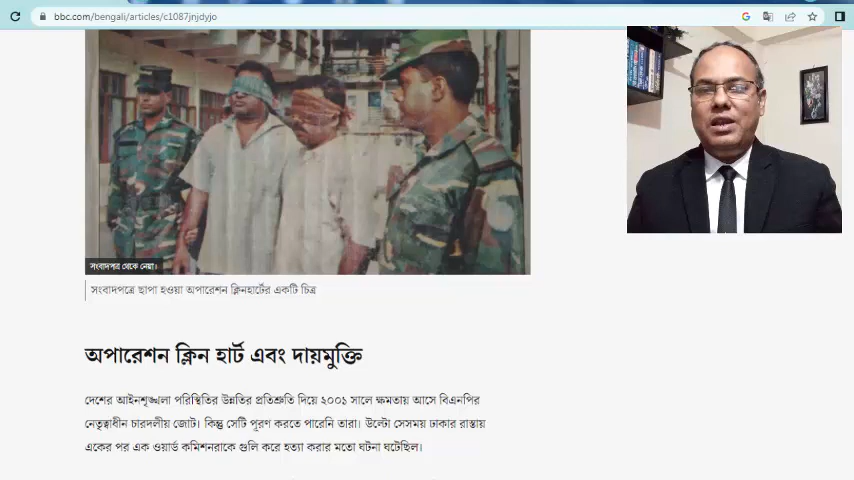 bbc.com/bengali/articles/c1087jnjdyjo
সংবাদপত্র থেকে নেয়া।
সংবাদপত্রে ছাপা হওয়া অপারেশন ক্লিনহার্টের একটি চিত্র
অপারেশন ক্লিন হার্ট এবং দায়মুক্তি
দেশের আইনশৃঙ্খলা পরিস্থিতির উন্নতির প্রতিশ্রুতি দিয়ে ২০০১ সালে ক্ষমতায় আসে বিএনপির
নেতৃত্বাধীন চারদলীয় জোট। কিন্তু সেটি পূরণ করতে পারেনি তারা। উল্টো সেসময় ঢাকার রাস্তায়
একের পর এক ওয়ার্ড কমিশনারকে গুলি করে হত্যা করার মতো ঘটনা ঘটেছিল।